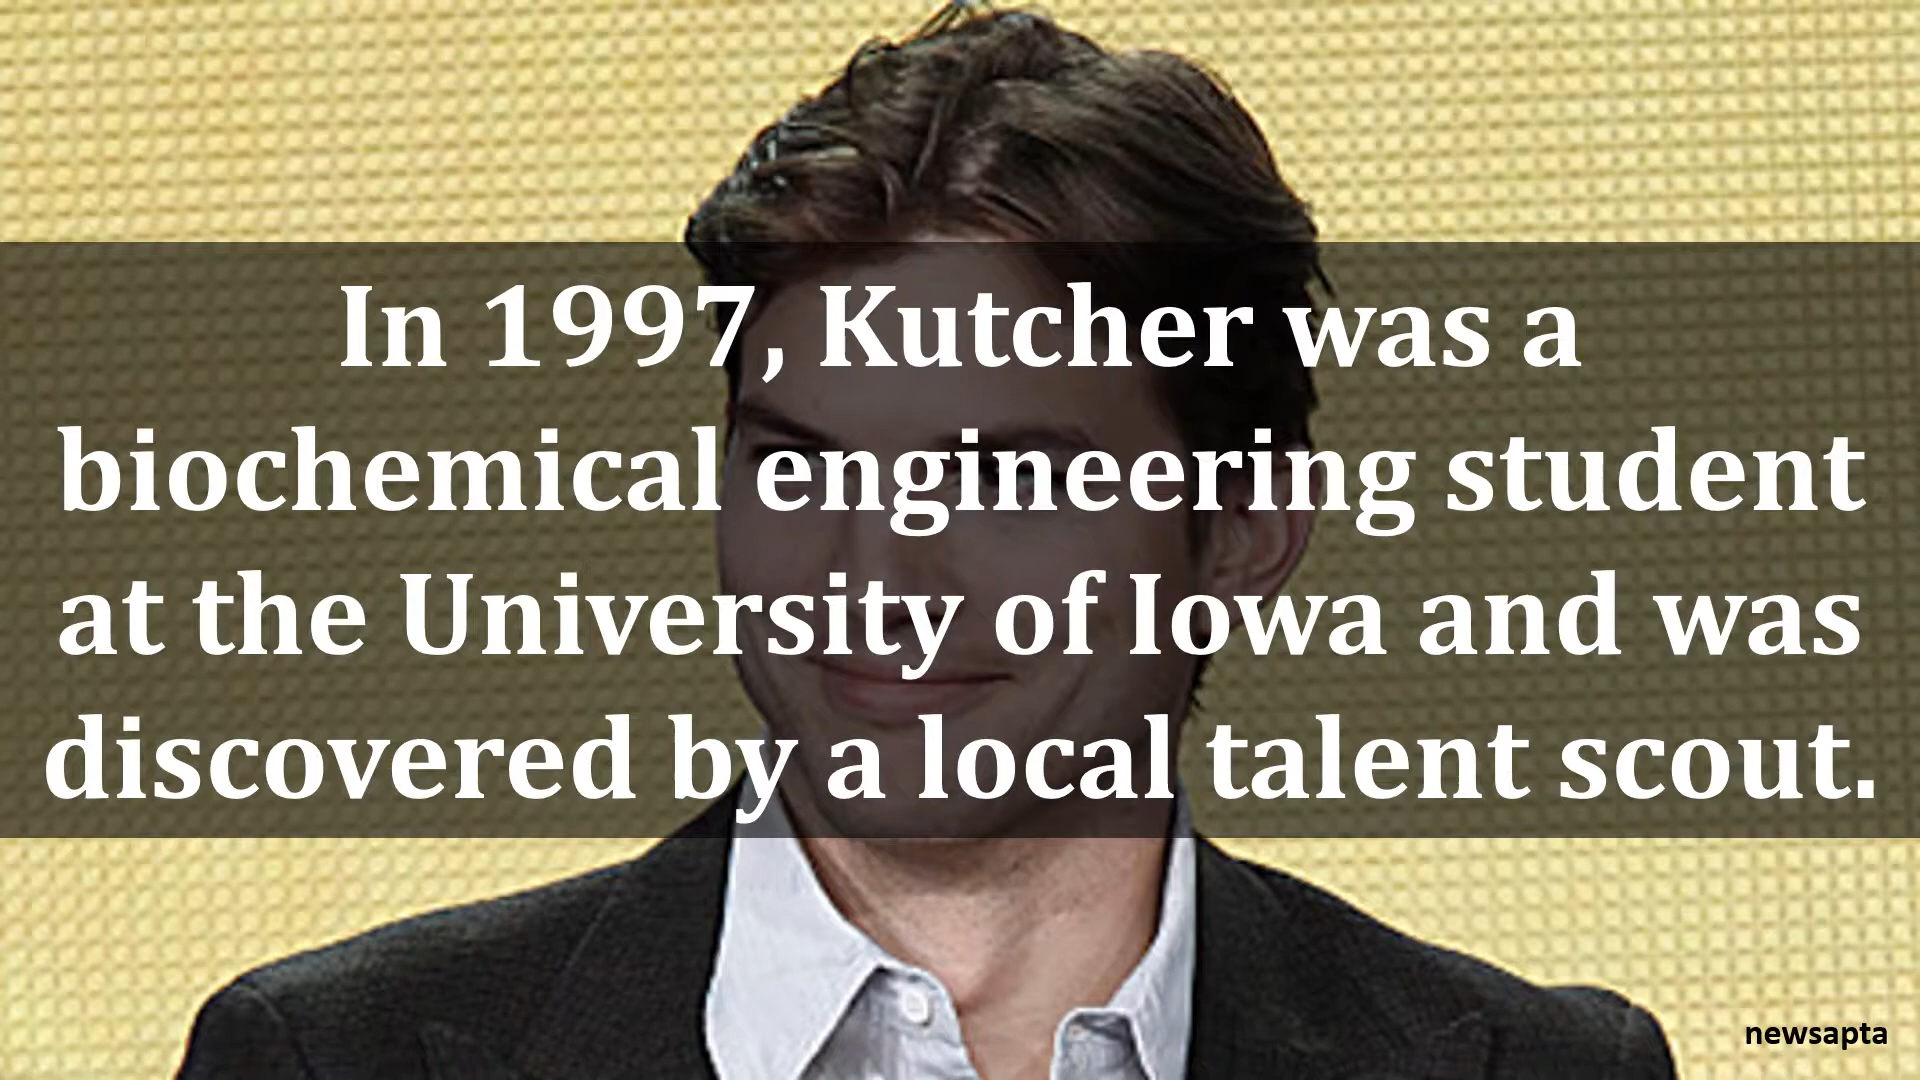 In 1997, Kutcher was a
biochemical engineering student
at the University of Iowa and was
discovered by a local talent scout.
newsapta